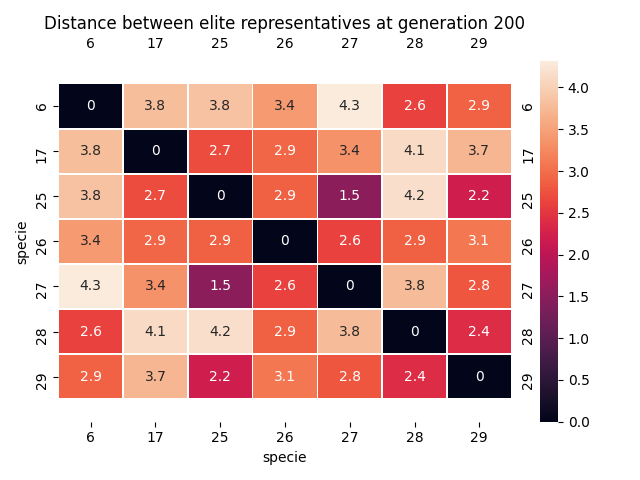 Distance between elite representatives at generation 200
6 17 25 26 27 28 29
6 0 3.8 3.8 3.4 4.3 2.6 2.9 6
17 3.8 0 2.7 2.9 3.4 4.1 3.7 17
25 3.8 2.7 0 2.9 1.5 4.2 2.2 25
26 3.4 2.9 2.9 0 2.6 2.9 3.1 26
27 4.3 3.4 1.5 2.6 0 3.8 2.8 27
28 2.6 4.1 4.2 2.9 3.8 0 2.4 28
29 2.9 3.7 2.2 3.1 2.8 2.4 0 29
6 17 25 26 27 28 29
specie
specie
4.0
3.5
3.0
2.5
2.0
1.5
1.0
0.5
0.0